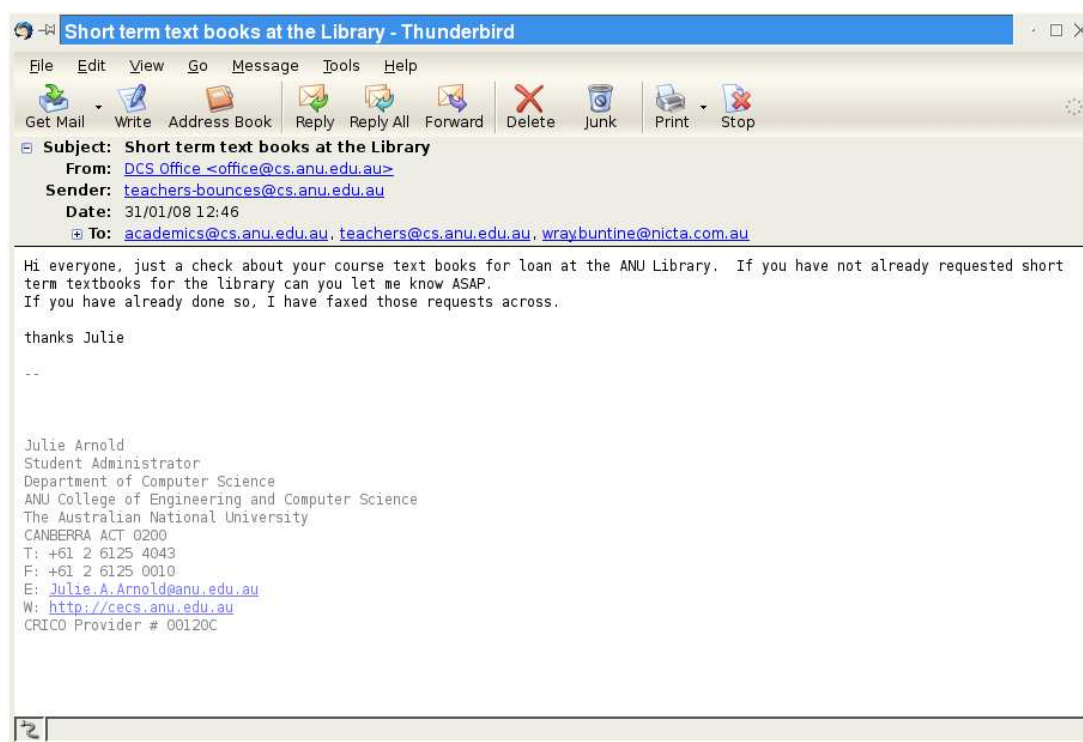 Short term text books at the Library - Thunderbird
File Edit View Go Message Tools Help
Get Mail Write Address Book Reply Reply All Forward Delete Junk Print Stop
Subject: Short term text books at the Library
From: DCS Office <office@cs.anu.edu.au>
Sender: teachers-bounces@cs.anu.edu.au
Date: 31/01/08 12:46
To: academics@cs.anu.edu.au, teachers@cs.anu.edu.au, wray.buntine@nicta.com.au
Hi everyone, just a check about your course text books for loan at the ANU Library.  If you have not already requested short
term textbooks for the library can you let me know ASAP.
If you have already done so, I have faxed those requests across.
thanks Julie
--
Julie Arnold
Student Administrator
Department of Computer Science
ANU College of Engineering and Computer Science
The Australian National University
CANBERRA ACT 0200
T: +61 2 6125 4043
F: +61 2 6125 0010
E: Julie.A.Arnold@anu.edu.au
W: http://cecs.anu.edu.au
CRICO Provider # 00120C